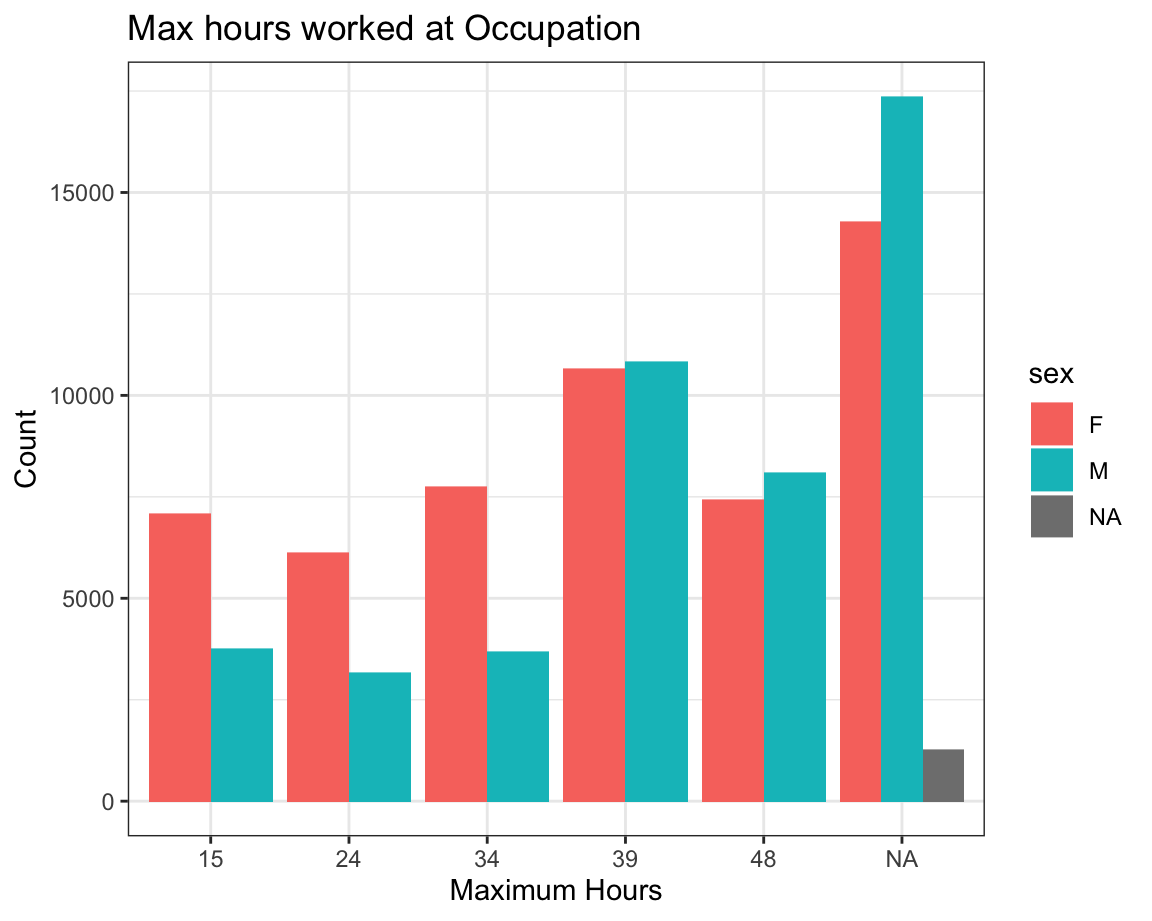 Max hours worked at Occupation
15000
10000
5000
0
Count
15 24 34 39 48 NA
Maximum Hours
sex
F
M
NA